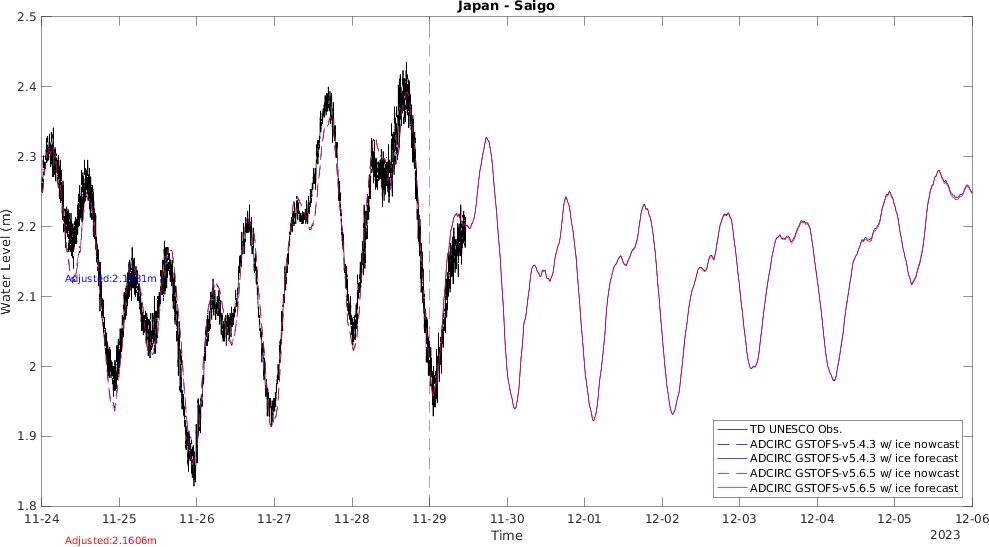 Japan - Saigo
2.5
2.4
2.3
2.2
2.1
2
1.9
1.8
Water Level (m)
TD UNESCO Obs.
ADCIRC GSTOFS-v5.4.3 w/ ice nowcast
ADCIRC GSTOFS-v5.4.3 w/ ice forecast
ADCIRC GSTOFS-v5.6.5 w/ ice nowcast
ADCIRC GSTOFS-v5.6.5 w/ ice forecast
11-24 11-25 11-26 11-27 11-28 11-29 11-30 12-01 12-02 12-03 12-04 12-05 12-06
Time
2023
Adjusted:2.1606m